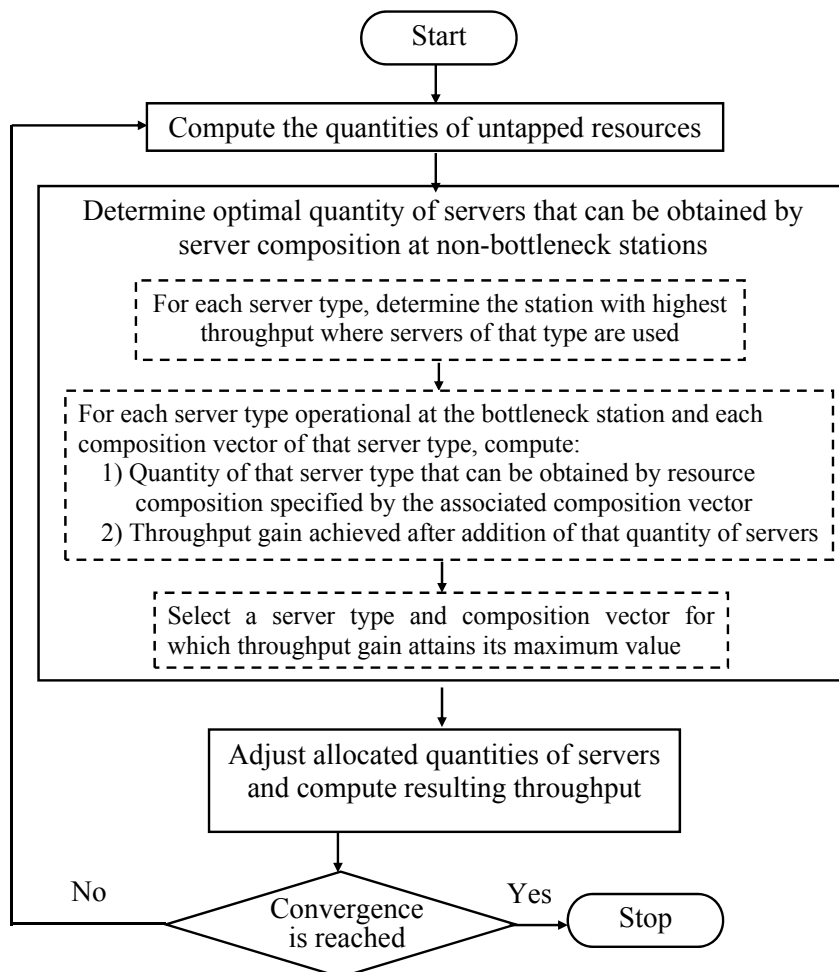 Start
Compute the quantities of untapped resources
Determine optimal quantity of servers that can be obtained by
server composition at non-bottleneck stations
For each server type, determine the station with highest
throughput where servers of that type are used
For each server type operational at the bottleneck station and each
composition vector of that server type, compute:
1) Quantity of that server type that can be obtained by resource
composition specified by the associated composition vector
2) Throughput gain achieved after addition of that quantity of servers
Select a server type and composition vector for
which throughput gain attains its maximum value
Adjust allocated quantities of servers
and compute resulting throughput
No
Yes
Convergence
is reached
Stop